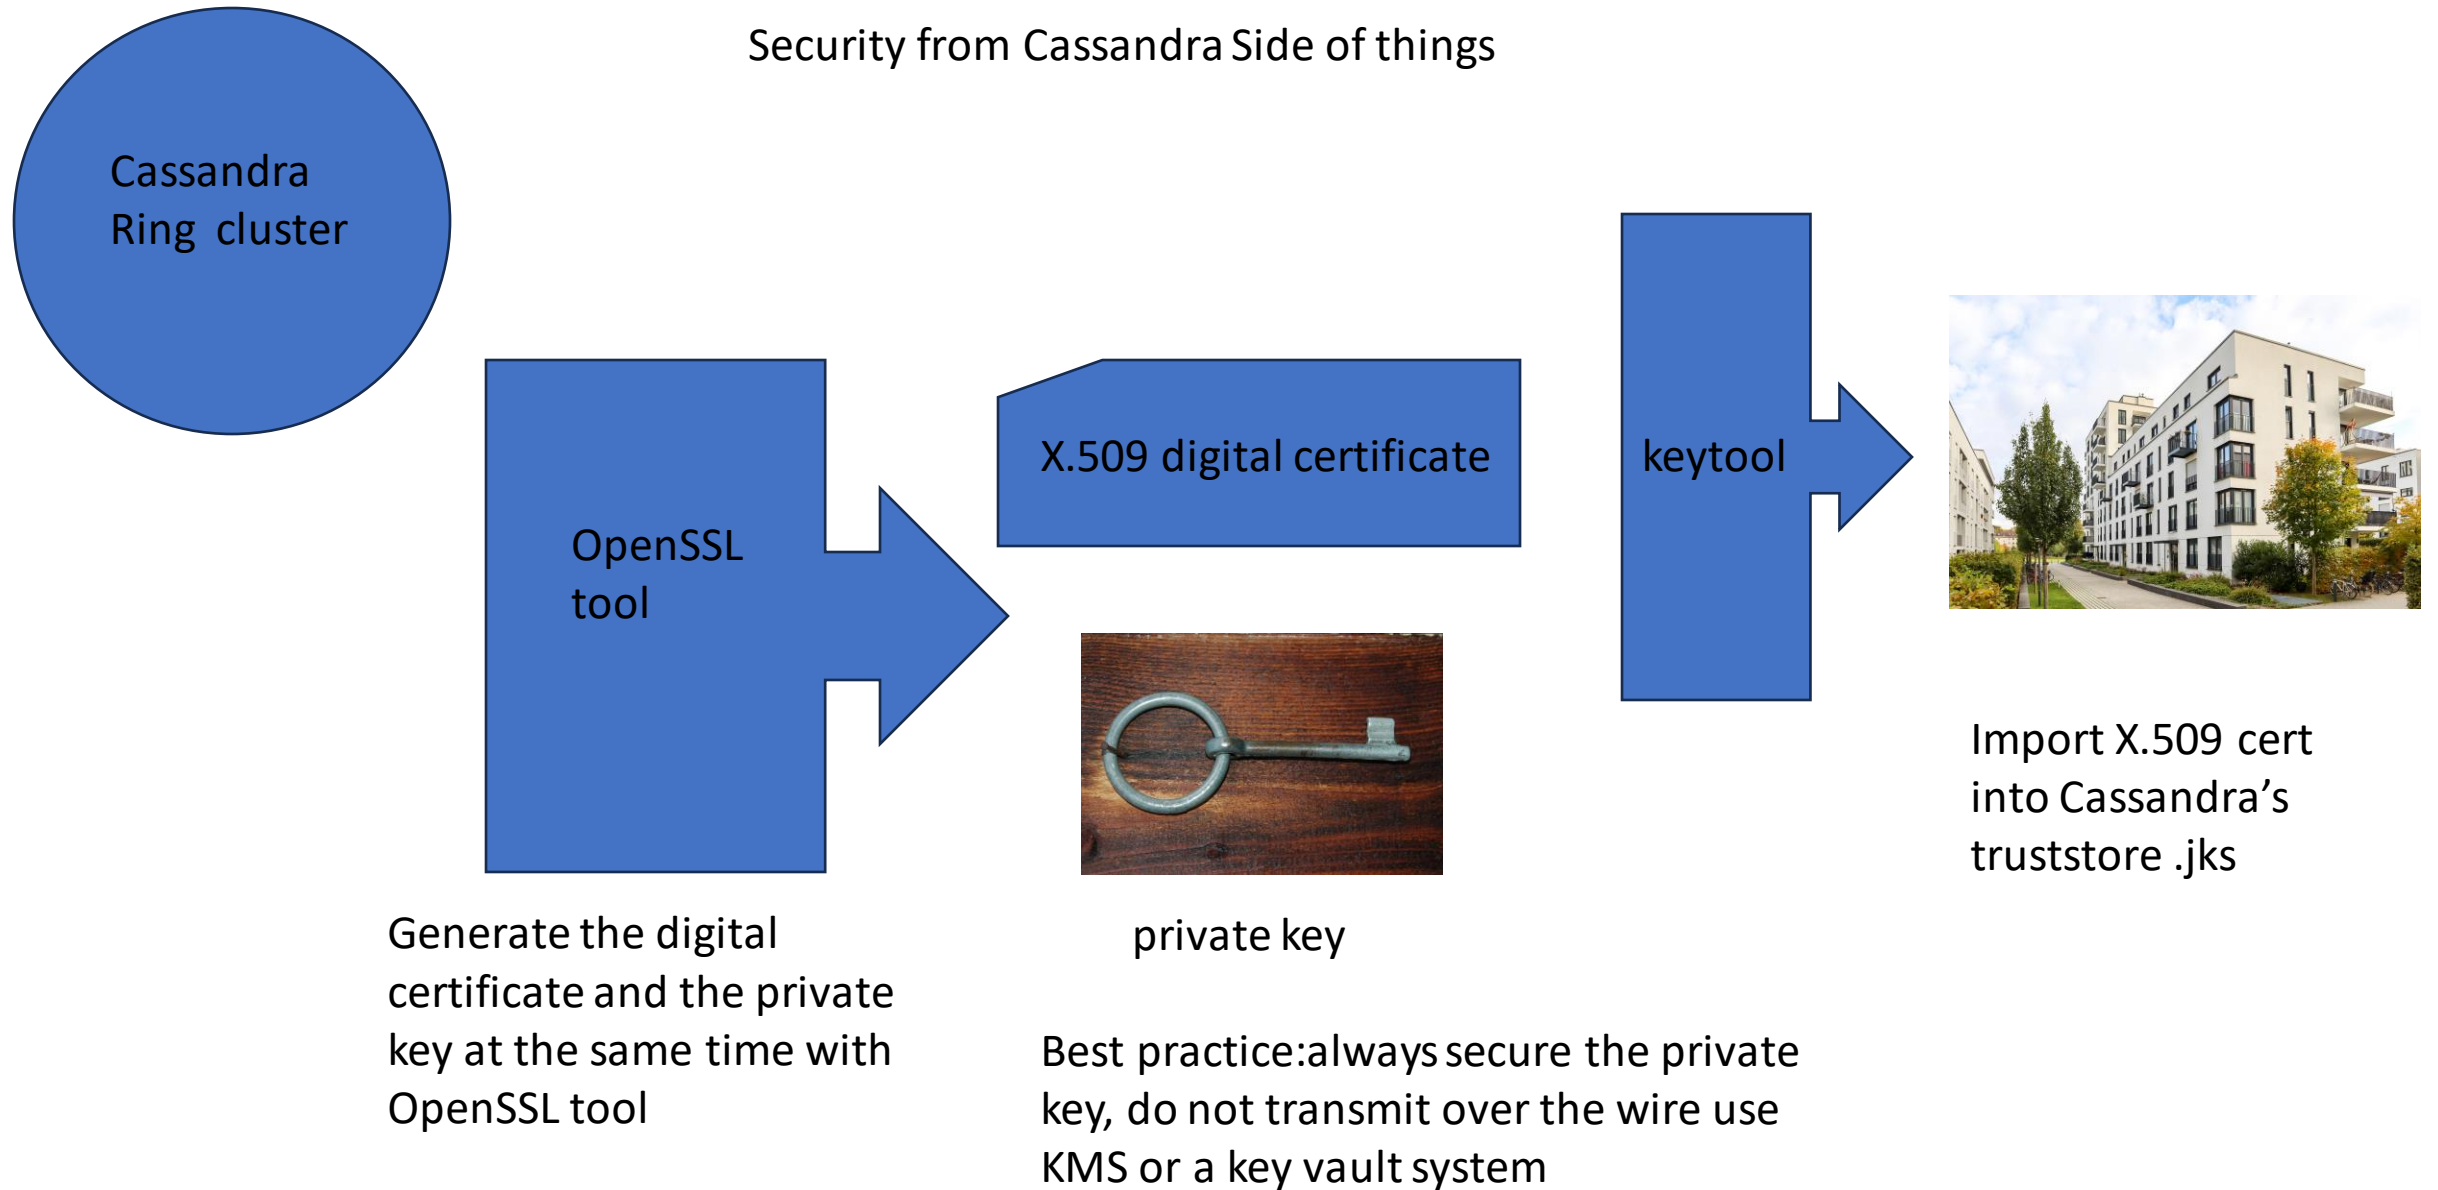 Security from Cassandra Side of things
Cassandra
Ring cluster
OpenSSL
tool
X.509 digital certificate
keytool
Generate the digital
certificate and the private
key at the same time with
OpenSSL tool
private key
Best practice:always secure the private
key, do not transmit over the wire use
KMS or a key vault system
Import X.509 cert
into Cassandra’s
truststore .jks